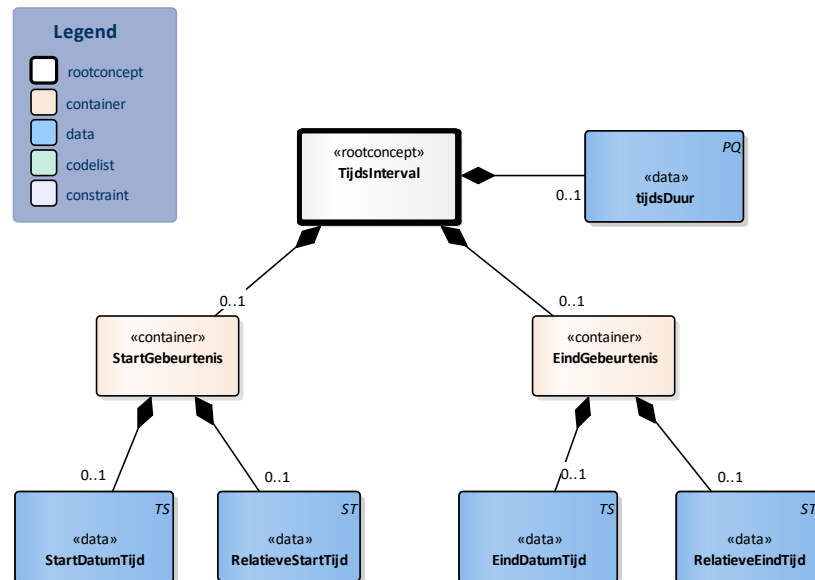 Legend
rootconcept
container
data
codelist
constraint
«rootconcept»
TijdsInterval
PQ
«data»
tijdsDuur
0..1
0..1
0..1
«container»
StartGebeurtenis
«container»
EindGebeurtenis
0..1
0..1
0..1
0..1
TS
«data»
StartDatumTijd
ST
«data»
RelatieveStartTijd
TS
«data»
EindDatumTijd
ST
«data»
RelatieveEindTijd